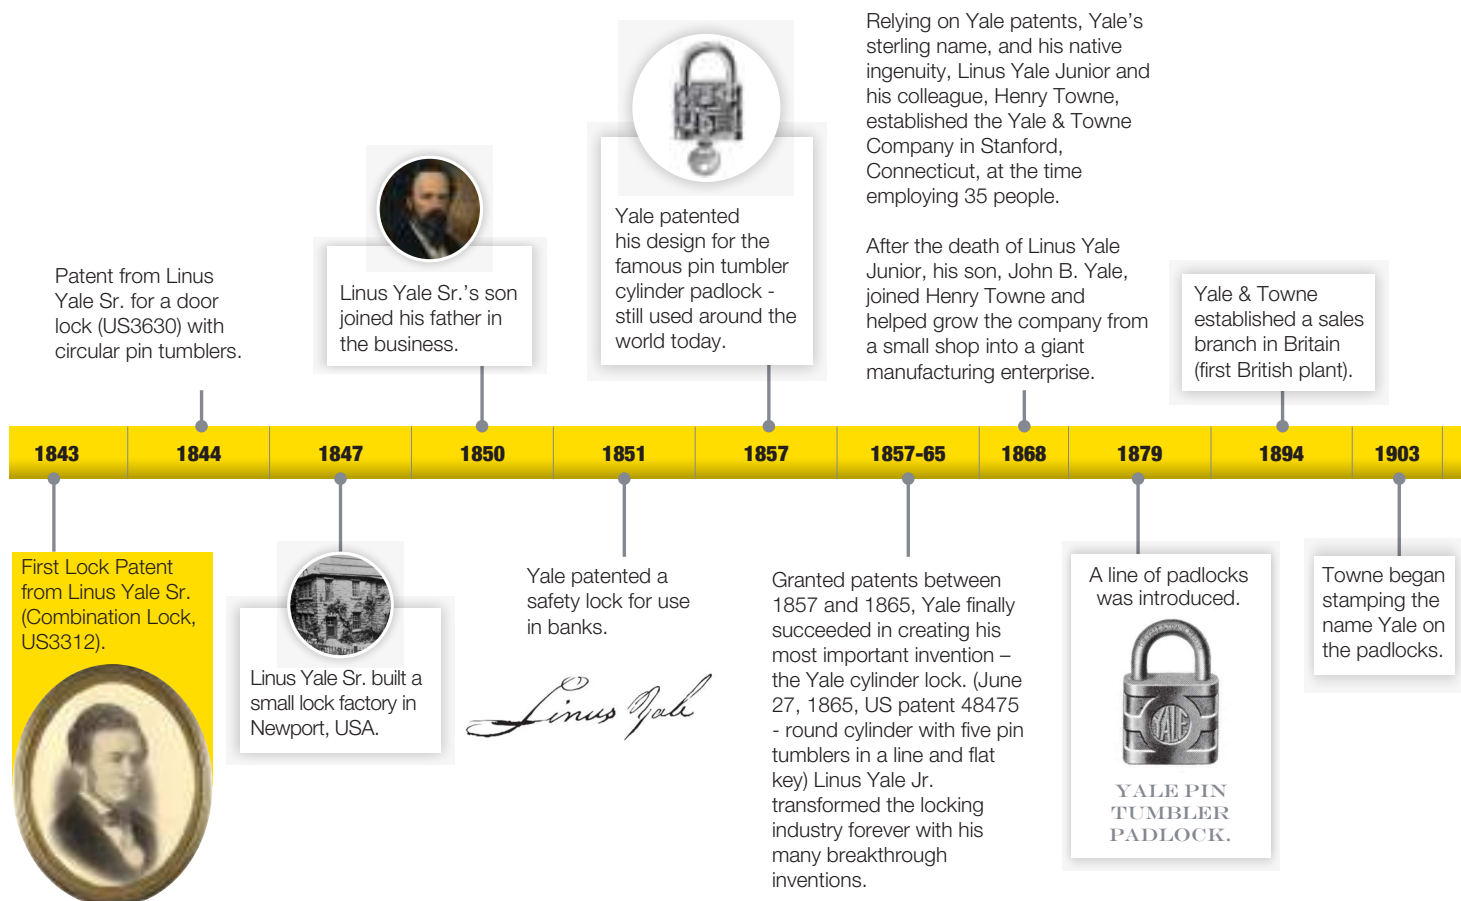 Relying on Yale patents, Yale's
sterling name, and his native
ingenuity, Linus Yale Junior and
his colleague, Henry Towne,
established the Yale & Towne
Company in Stanford,
Connecticut, at the time
employing 35 people.
After the death of Linus Yale
Junior, his son, John B. Yale,
joined Henry Towne and
helped grow the company from
a small shop into a giant
manufacturing enterprise.
Yale patented
his design for the
famous pin tumbler
cylinder padlock -
still used around the
world today.
Patent from Linus
Yale Sr. for a door
lock (US3630) with
circular pin tumblers.
Linus Yale Sr.'s son
joined his father in
the business.
Yale & Towne
established a sales
branch in Britain
(first British plant).
1843
1844
1847
1850
1851
1857
1857-65
1868
1879
1894
1903
First Lock Patent
from Linus Yale Sr.
(Combination Lock,
US3312).
Linus Yale Sr. built a
small lock factory in
Newport, USA.
Yale patented a
safety lock for use
in banks.
Linus Yale
Granted patents between
1857 and 1865, Yale finally
succeeded in creating his
most important invention –
the Yale cylinder lock. (June
27, 1865, US patent 48475
- round cylinder with five pin
tumblers in a line and flat
key) Linus Yale Jr.
transformed the locking
industry forever with his
many breakthrough
inventions.
A line of padlocks
was introduced.
YALE
YALE PIN
TUMBLER
PADLOCK.
Towne began
stamping the
name Yale on
the padlocks.